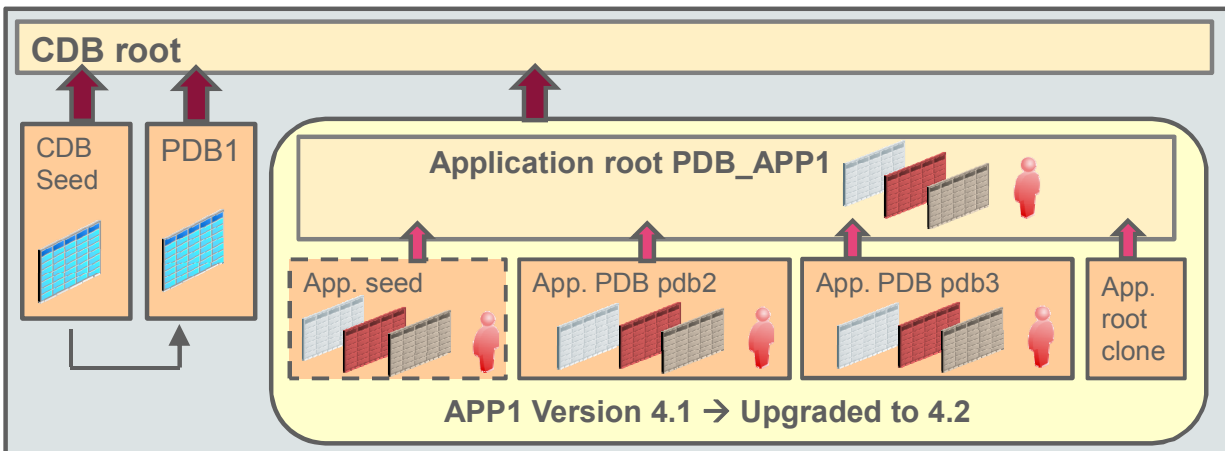 CDB root
CDB
Seed
PDB1
Application root PDB_APP1
App. seed
App. PDB pdb2
App. PDB pdb3
App.
root
clone
APP1 Version 4.1 → Upgraded to 4.2